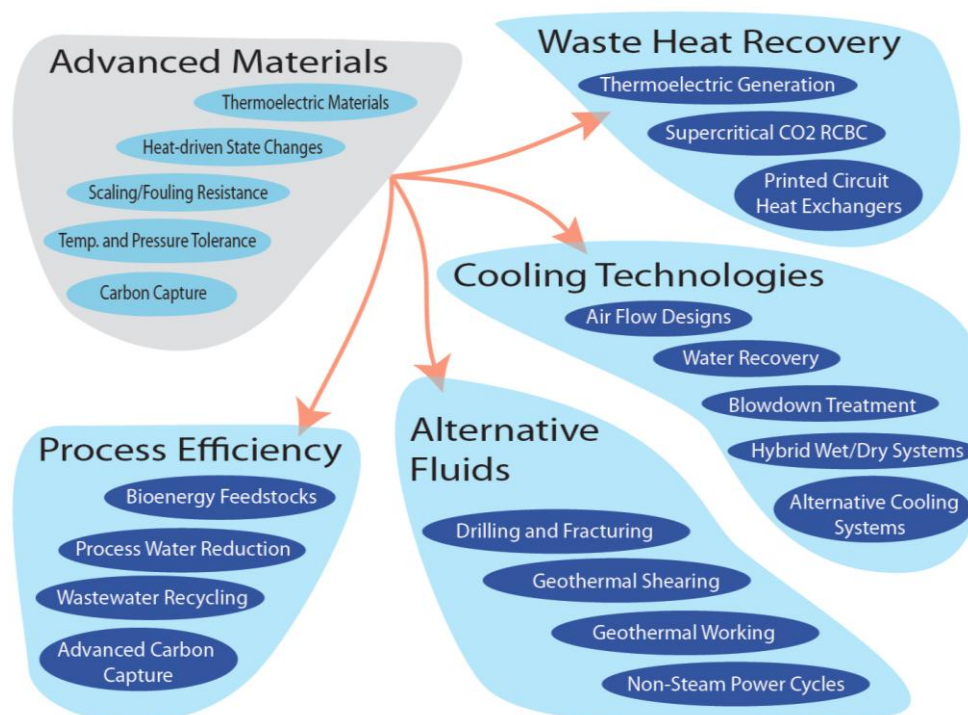 Advanced Materials
Thermoelectric Materials
Heat-driven State Changes
Scaling/Fouling Resistance
Temp. and Pressure Tolerance
Carbon Capture
Waste Heat Recovery
Thermoelectric Generation
Supercritical CO2 RCBC
Printed Circuit
Heat Exchangers
Cooling Technologies
Air Flow Designs
Water Recovery
Blowdown Treatment
Hybrid Wet/Dry Systems
Alternative Cooling
Systems
Process Efficiency
Bioenergy Feedstocks
Process Water Reduction
Wastewater Recycling
Advanced Carbon
Capture
Alternative
Fluids
Drilling and Fracturing
Geothermal Shearing
Geothermal Working
Non-Steam Power Cycles